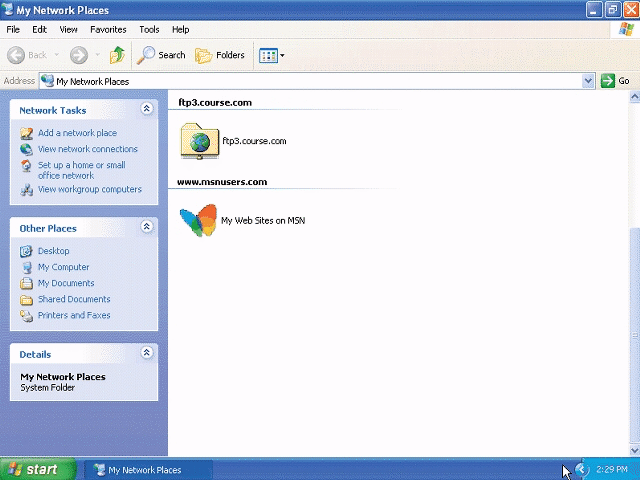 My Network Places
File Edit View Favorites Tools Help
Back Search Folders
Address My Network Places Go
Network Tasks
Add a network place
View network connections
Set up a home or small
office network
View workgroup computers
Other Places
Desktop
My Computer
My Documents
Shared Documents
Printers and Faxes
Details
My Network Places
System Folder
ftp3.course.com
ftp3.course.com
www.msnusers.com
My Web Sites on MSN
start My Network Places 2:29 PM